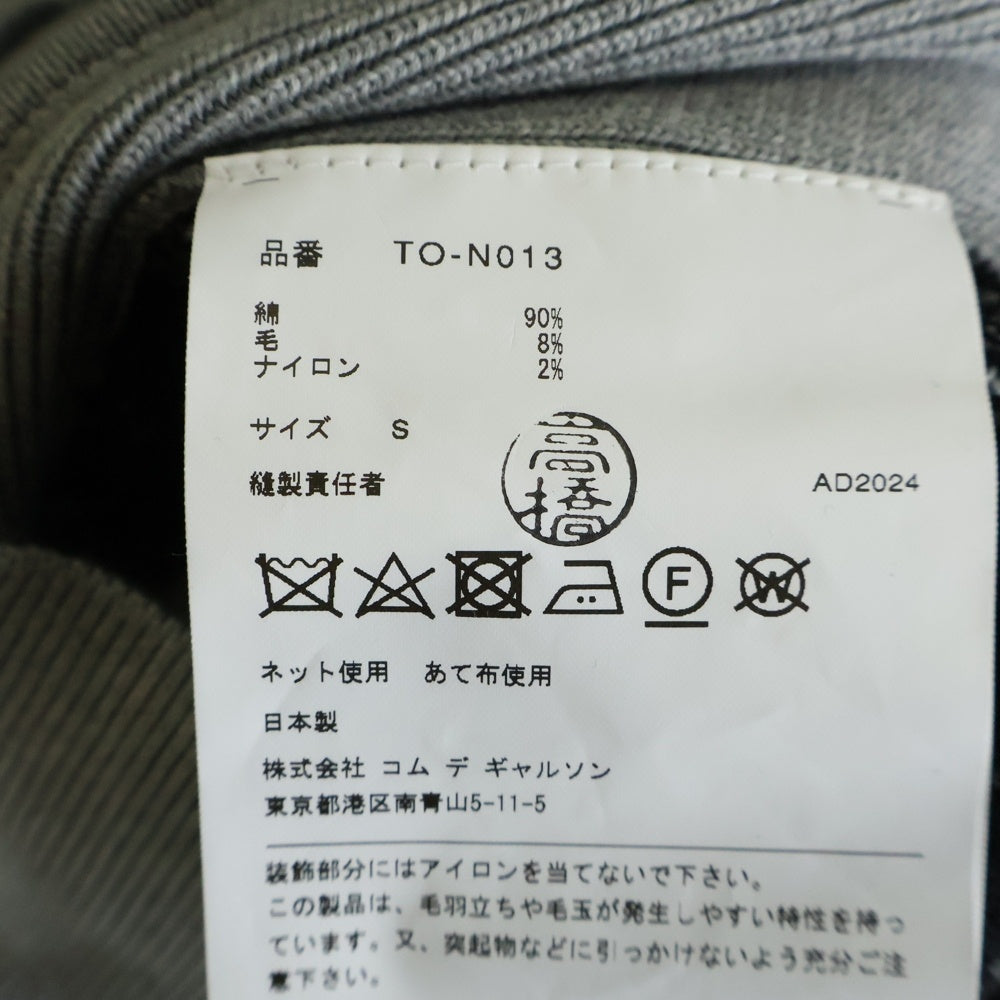 品番 TO-N013
綿 90%
毛 8%
ナイロン 2%
サイズ S
高橋
縫製責任者 AD2024
F W
ネット使用 あて布使用
日本製
株式会社 コム デ ギャルソン
東京都港区南青山5-11-5
装飾部分にはアイロンを当てないで下さい。
この製品は、毛羽立ちや毛玉が発生しやすい特性を持っ
ています。又、突起物などに引っかけないよう充分ご注
意下さい。